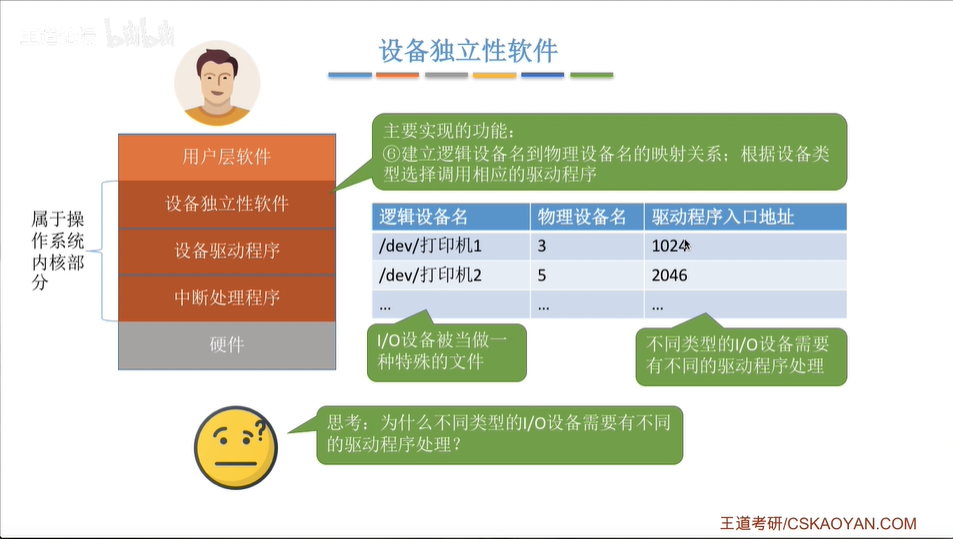 王道考研 bilibili
设备独立性软件
用户层软件
设备独立性软件
设备驱动程序
中断处理程序
硬件
属于操
作系统
内核部
分
主要实现的功能:
⑥建立逻辑设备名到物理设备名的映射关系；根据设备类
型选择调用相应的驱动程序
逻辑设备名 物理设备名 驱动程序入口地址
/dev/打印机1 3 1024
/dev/打印机2 5 2046
... ... ...
I/O设备被当做一
种特殊的文件
不同类型的I/O设备需要
有不同的驱动程序处理
?
思考：为什么不同类型的I/O设备需要有不同
的驱动程序处理？
王道考研/CSKAOYAN.COM